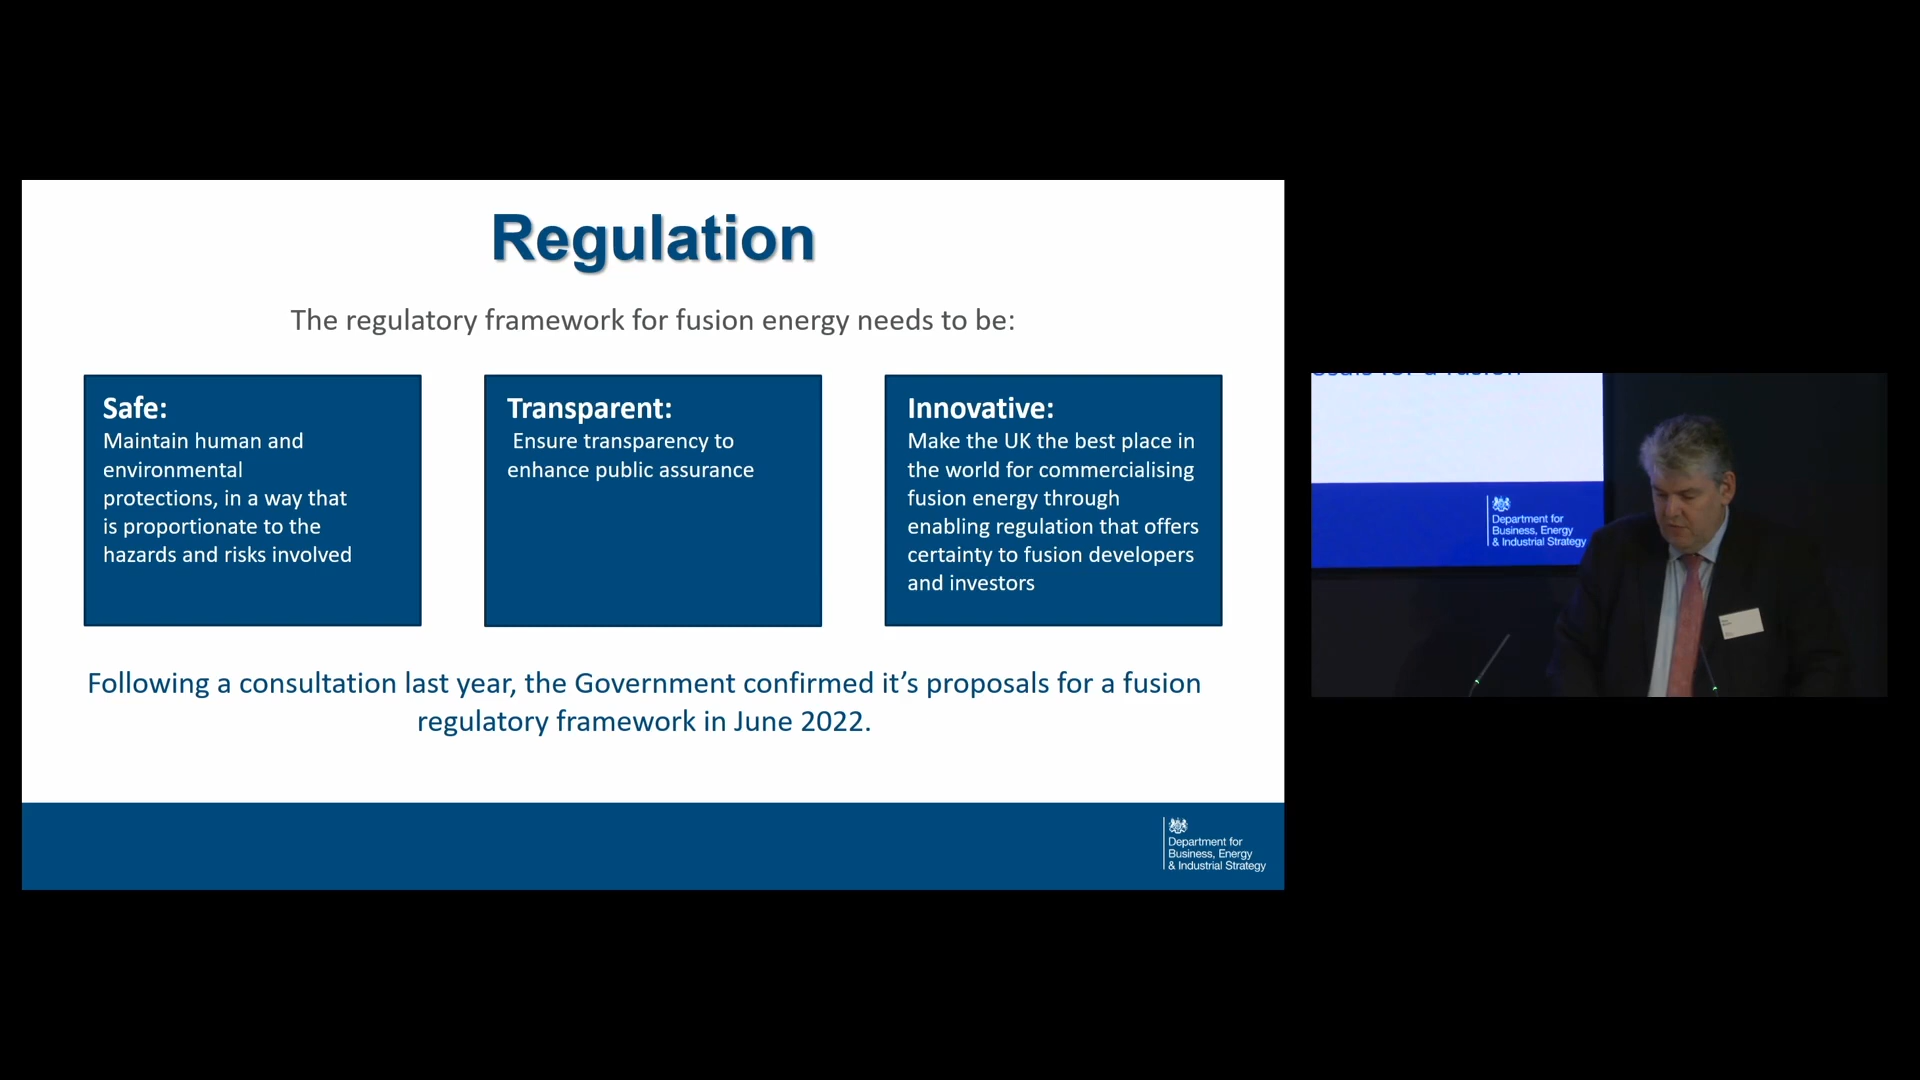 Regulation
The regulatory framework for fusion energy needs to be:
Safe:
Maintain human and
environmental
protections, in a way that
is proportionate to the
hazards and risks involved
Transparent:
Ensure transparency to
enhance public assurance
Innovative:
Make the UK the best place in
the world for commercialising
fusion energy through
enabling regulation that offers
certainty to fusion developers
and investors
Following a consultation last year, the Government confirmed it’s proposals for a fusion
regulatory framework in June 2022.
Department for
Business, Energy
& Industrial Strategy
Department for
Business, Energy
& Industrial Strategy